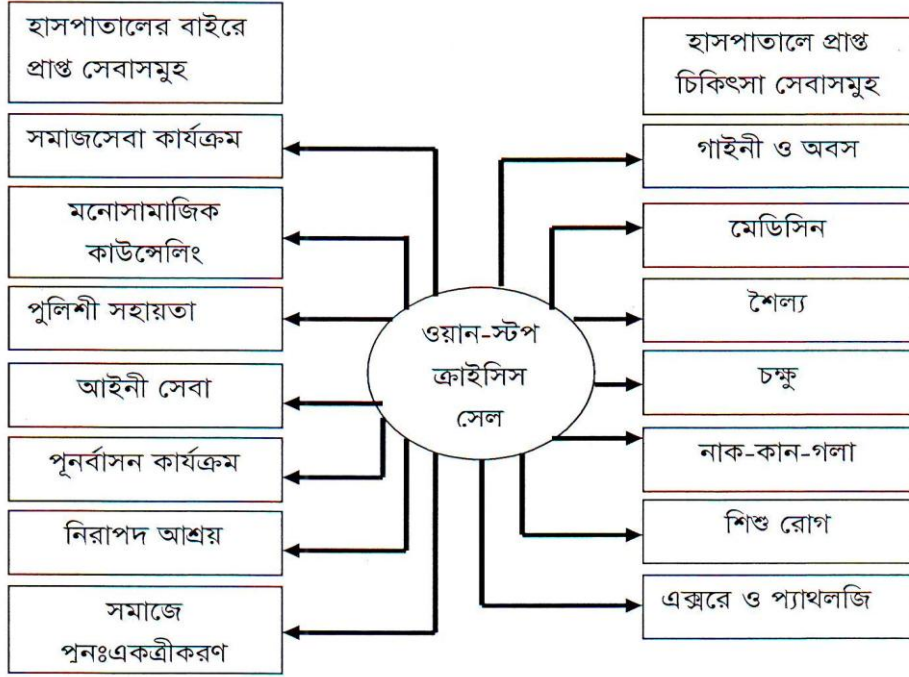 হাসপাতালের বাইরে
প্রাপ্ত সেবাসমুহ
সমাজসেবা কার্যক্রম
মনোসামাজিক
কাউন্সেলিং
পুলিশী সহায়তা
আইনী সেবা
পূনর্বাসন কার্যক্রম
নিরাপদ আশ্রয়
সমাজে
পুনঃএকত্রীকরণ
ওয়ান-স্টপ
ক্রাইসিস
সেল
হাসপাতালে প্রাপ্ত
চিকিৎসা সেবাসমুহ
গাইনী ও অবস
মেডিসিন
শৈল্য
চক্ষু
নাক-কান-গলা
শিশু রোগ
এক্সরে ও প্যাথলজি